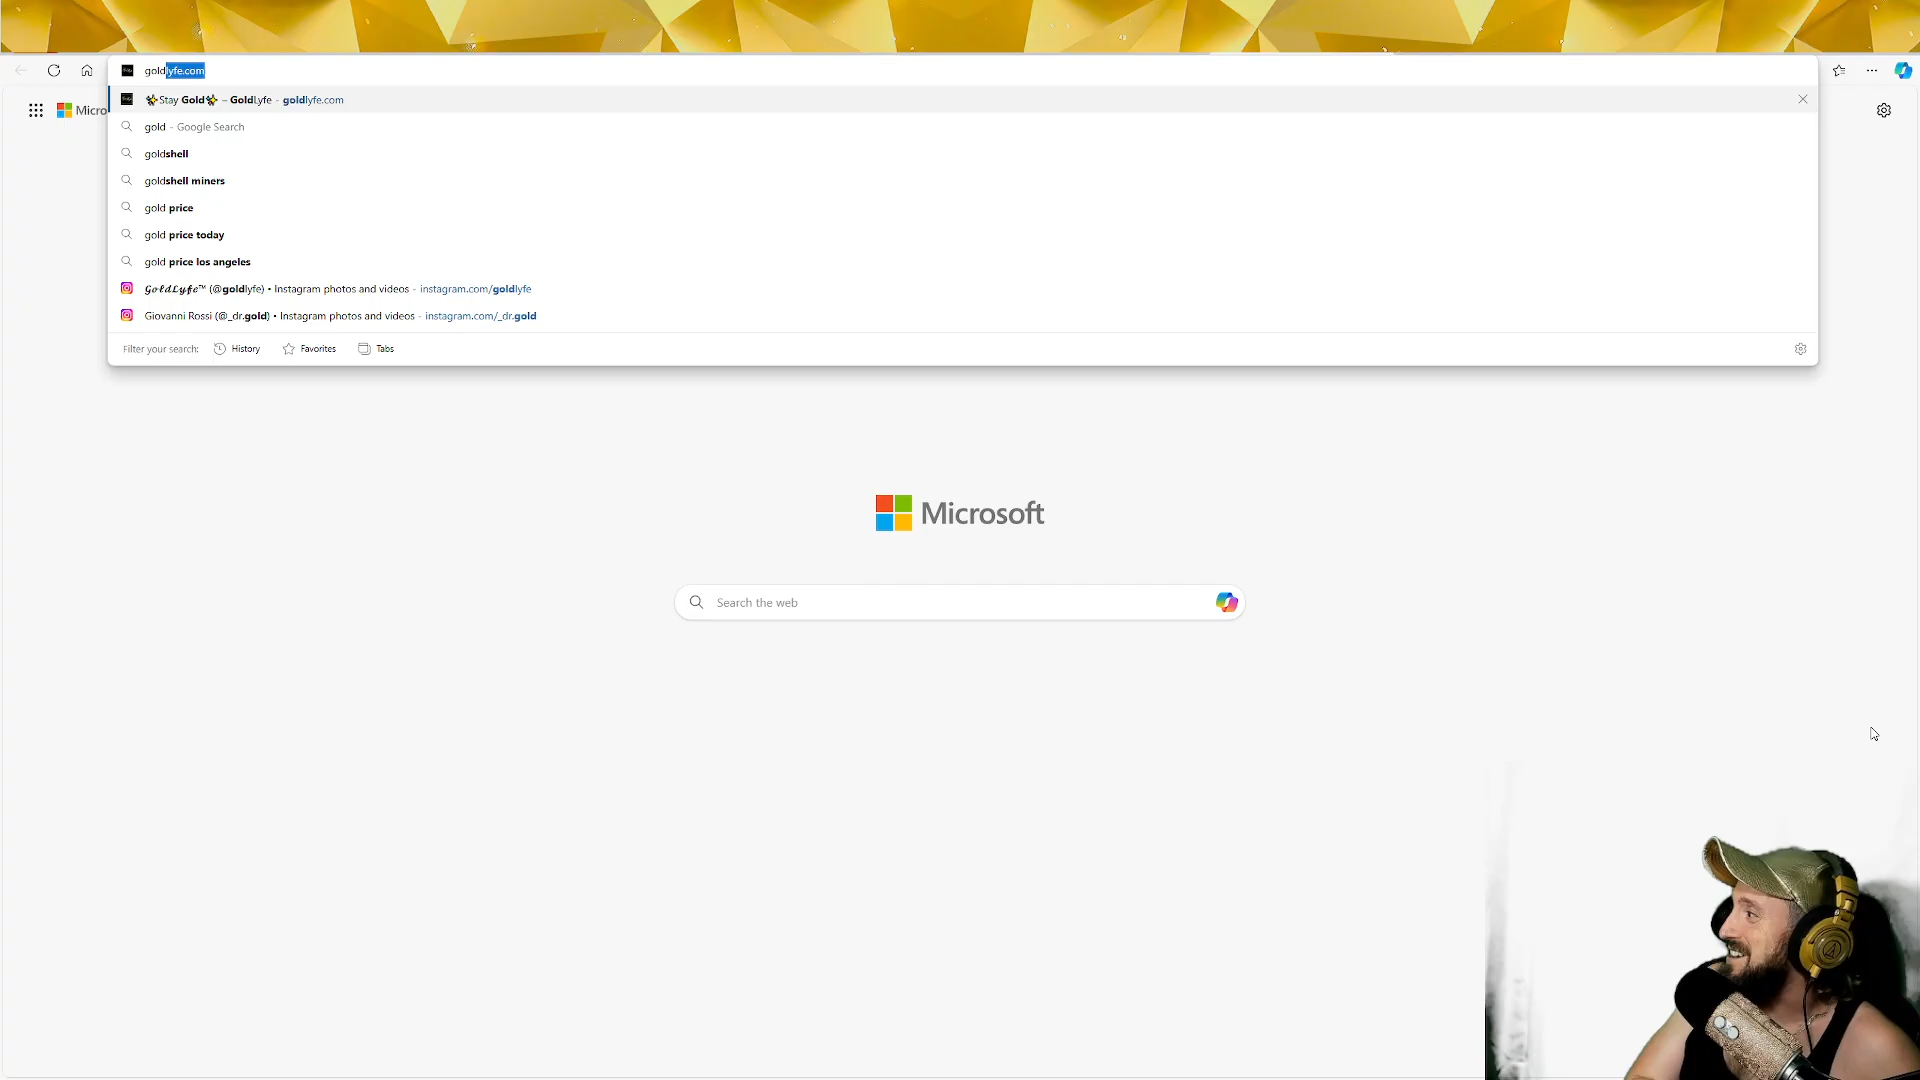 goldlyfe.com
✨Stay Gold✨ – GoldLyfe - goldlyfe.com
Micro
gold - Google Search
goldshell
goldshell miners
gold price
gold price today
gold price los angeles
𝓖𝓸𝓵𝓭𝓛𝔂𝓯𝓮™ (@goldlyfe) • Instagram photos and videos - instagram.com/goldlyfe
Giovanni Rossi (@_dr.gold) • Instagram photos and videos - instagram.com/_dr.gold
Filter your search: History Favorites Tabs
Microsoft
Search the web